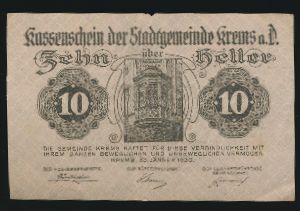 Kassenschein der Stadtgemeinde Krems a.D.
über
Zehn Heller
10 10
DIE GEMEINDE KREMS HAFTET FÜR DIESE VERBINDLICHKEIT MIT
IHREM GANZEN BEWEGLICHEN UND UNBEWEGLICHEN VERMÖGEN
KREMS, JÄNNER 1920.